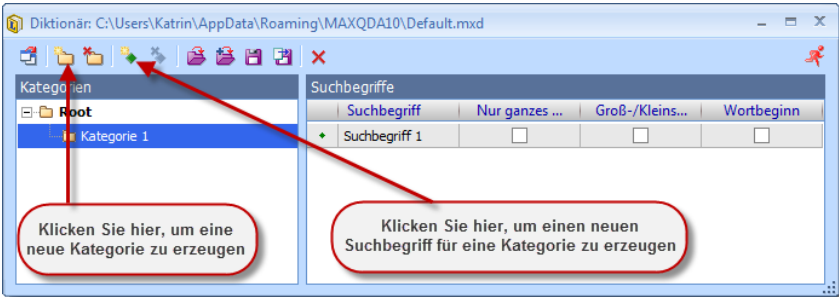 Diktionär: C:\Users\Katrin\AppData\Roaming\MAXQDA10\Default.mxd
Kategorien
Suchbegriffe
Root
Kategorie 1
Suchbegriff Nur ganzes ... Groß-/Kleins... Wortbeginn
Suchbegriff 1
Klicken Sie hier, um eine
neue Kategorie zu erzeugen
Klicken Sie hier, um einen neuen
Suchbegriff für eine Kategorie zu erzeugen